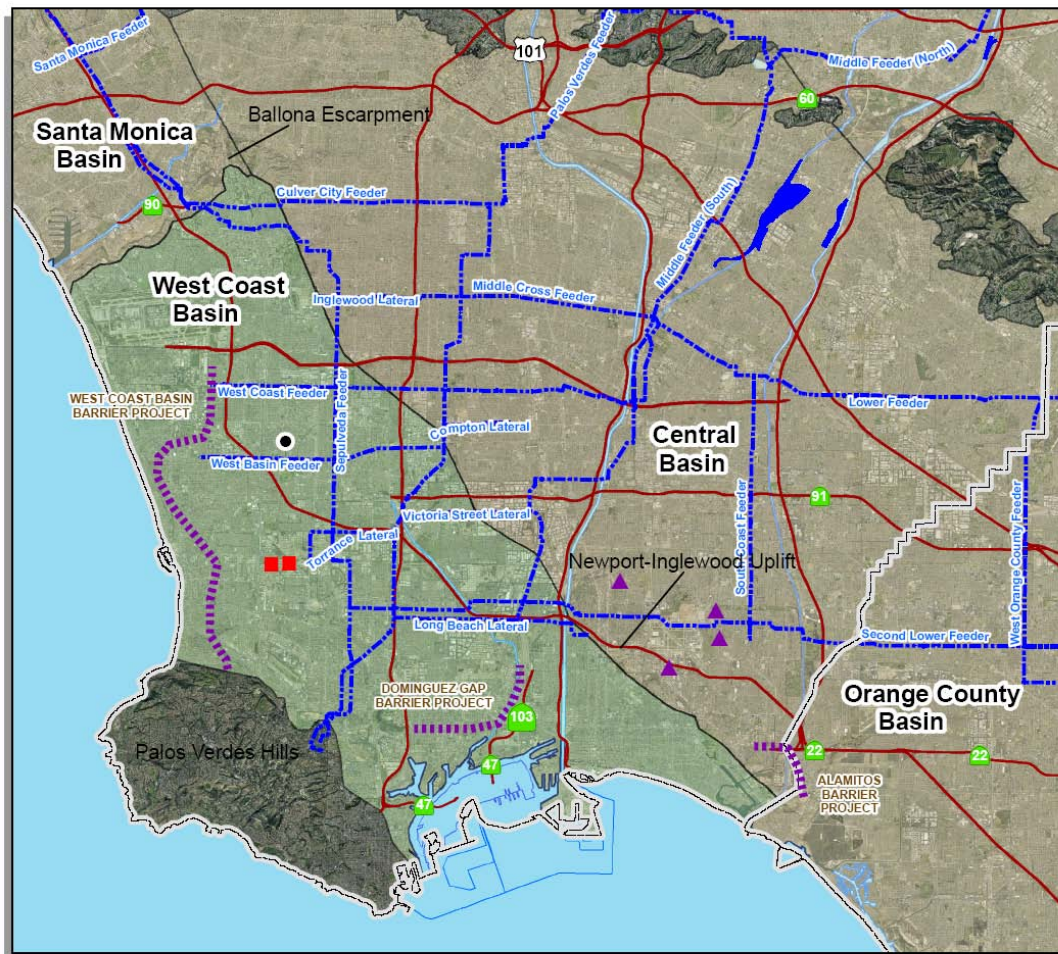 Santa Monica Feeder
101
Palos Verdes Feeder
Middle Feeder (North)
60
Ballona Escarpment
Santa Monica
Basin
Culver City Feeder
90
Middle Feeder (South)
West Coast
Basin
Inglewood Lateral
Middle Cross Feeder
WEST COAST BASIN
BARRIER PROJECT
West Coast Feeder
Sepulveda Feeder
Lower Feeder
Compton Lateral
Central
Basin
West Basin Feeder
91
Victoria Street Lateral
Torrance Lateral
South Coast Feeder
West Orange County Feeder
Newport-Inglewood Uplift
Long Beach Lateral
Second Lower Feeder
DOMINGUEZ GAP
BARRIER PROJECT
103
Orange County
Basin
Palos Verdes Hills
47
47
22
22
ALAMITOS
BARRIER
PROJECT